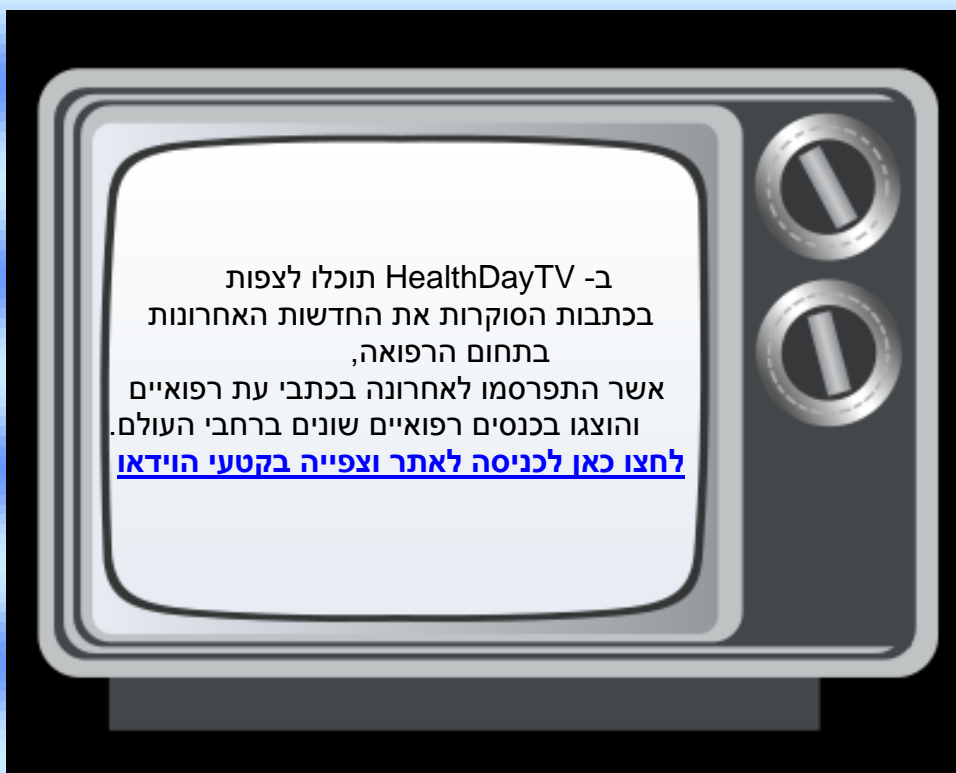 ב- HealthDayTV תוכלו לצפות
בכתבות הסוקרות את החדשות האחרונות
בתחום הרפואה,
אשר התפרסמו לאחרונה בכתבי עת רפואיים
והוצגו בכנסים רפואיים שונים ברחבי העולם.
לחצו כאן לכניסה לאתר וצפייה בקטעי הוידאו